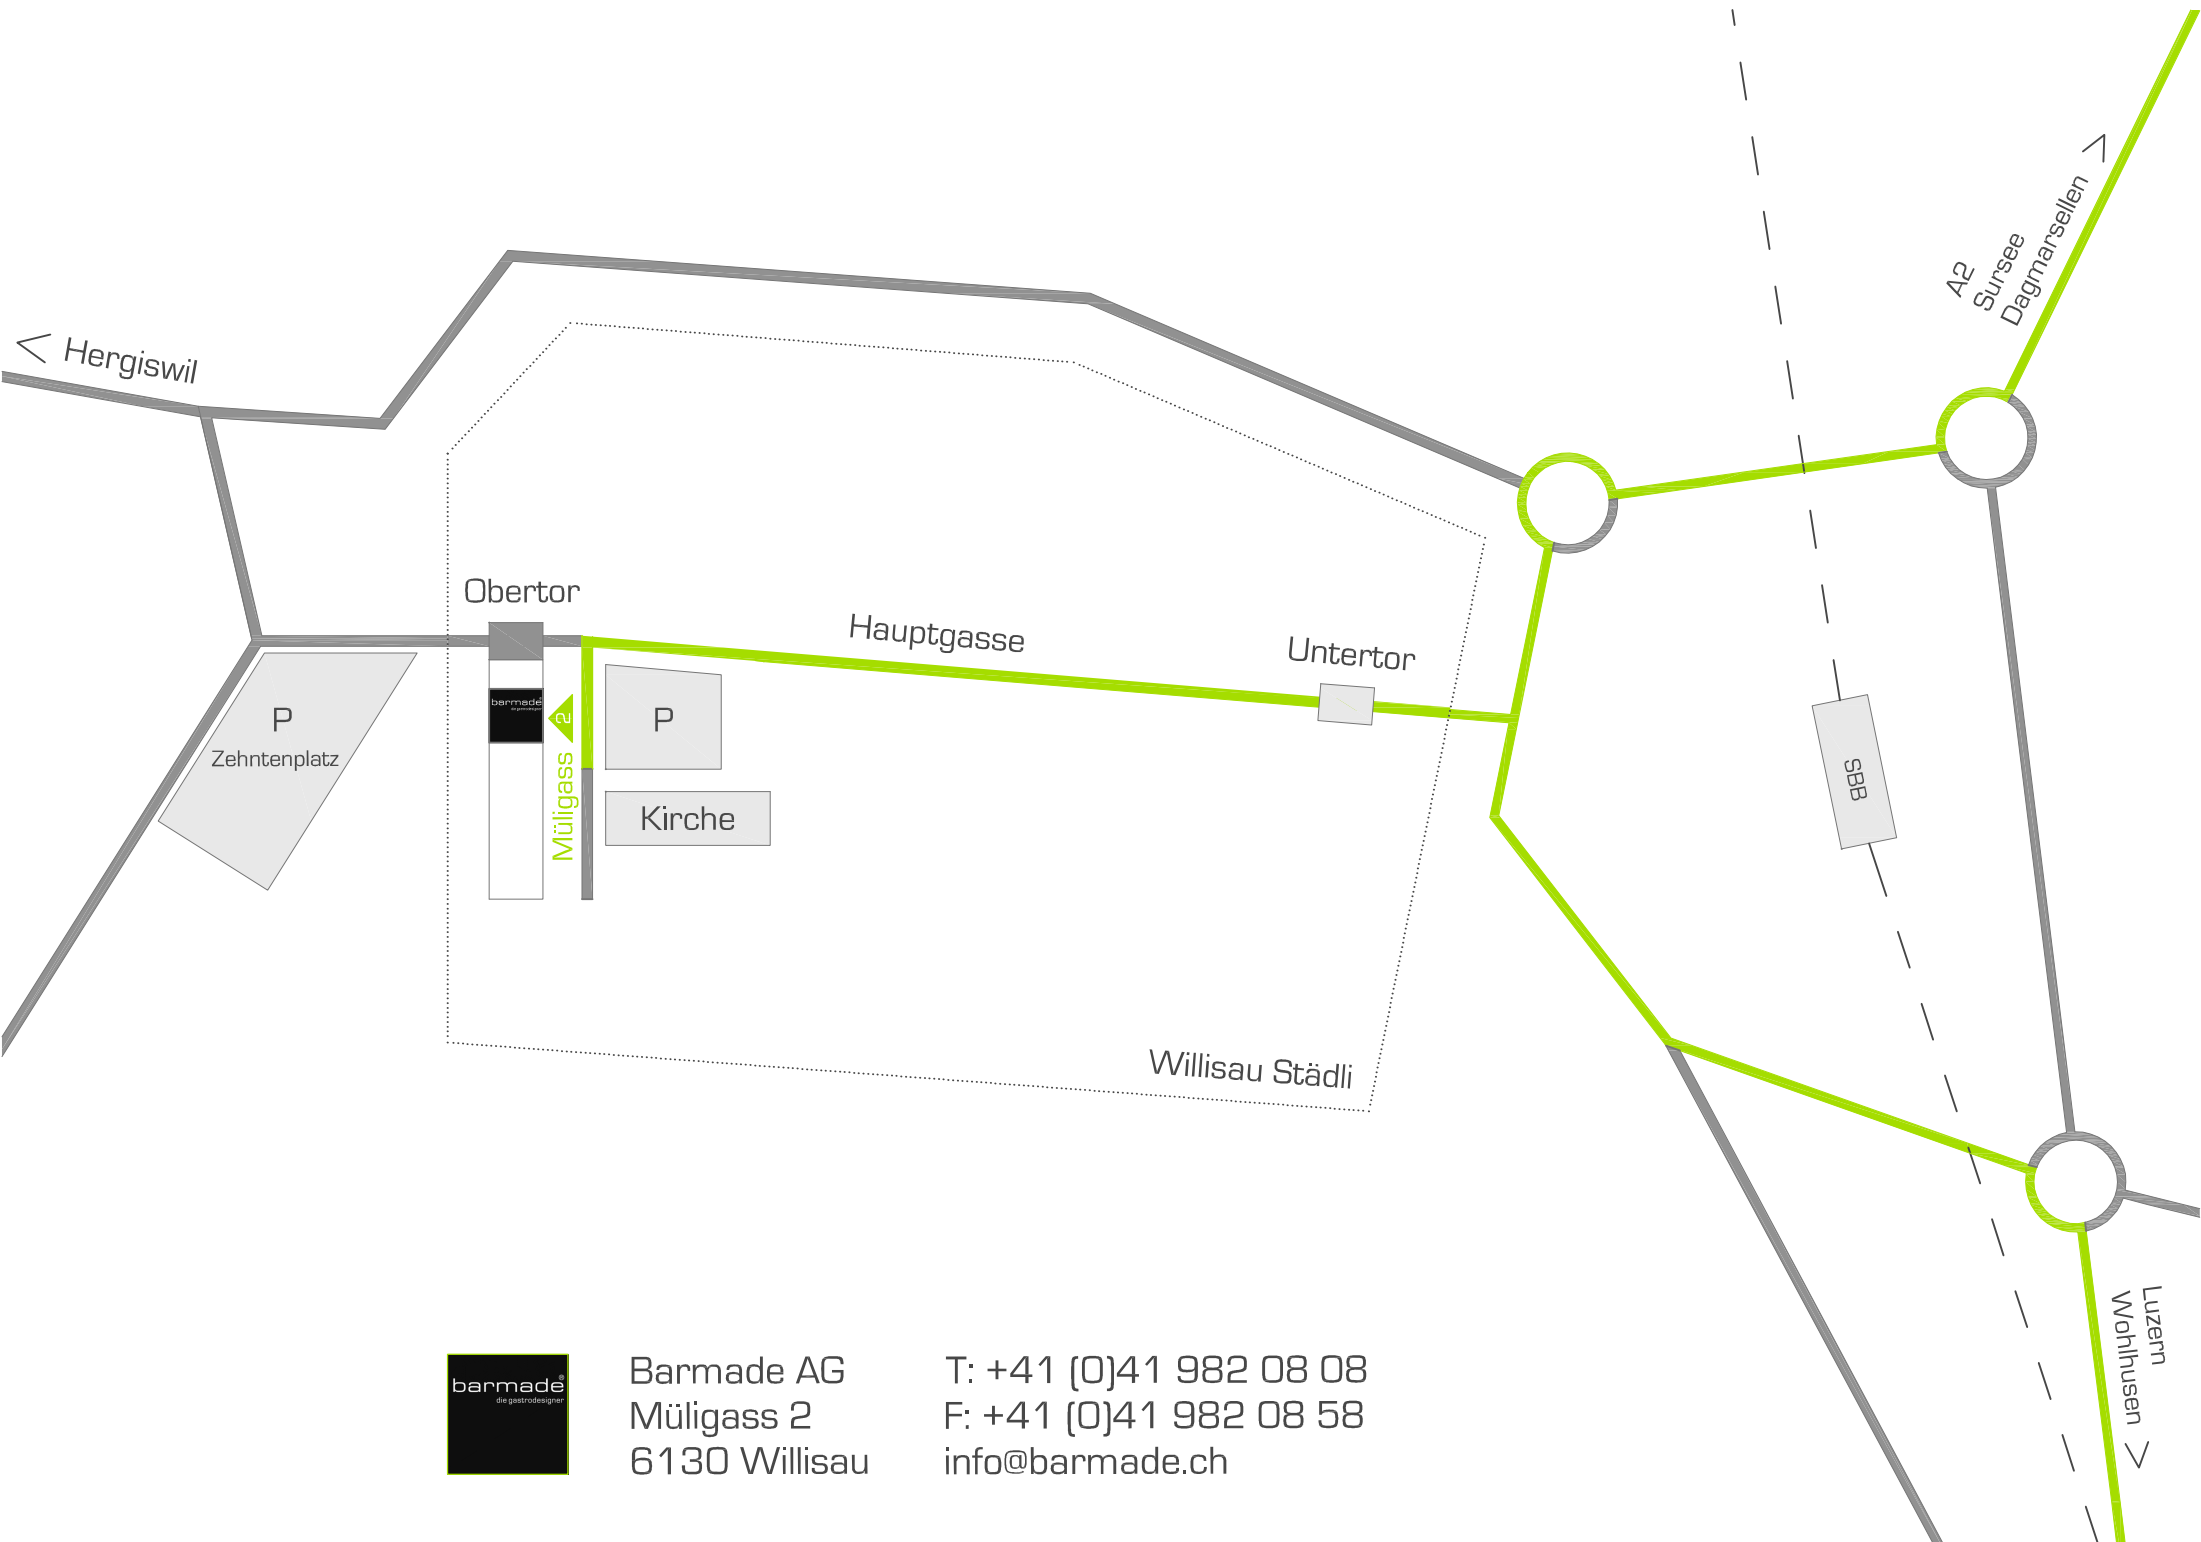 A2
Sursee
Dagmarsellen
Hergiswil
Obertor
Hauptgasse
Untertor
barmade®
die gastrodesigner
2
Müligass
P
Zehntenplatz
P
Kirche
SBB
Willisau Städli
Luzern
Wohlhusen
barmade®
die gastrodesigner
Barmade AG
Müligass 2
6130 Willisau
T: +41 (0)41 982 08 08
F: +41 (0)41 982 08 58
info@barmade.ch